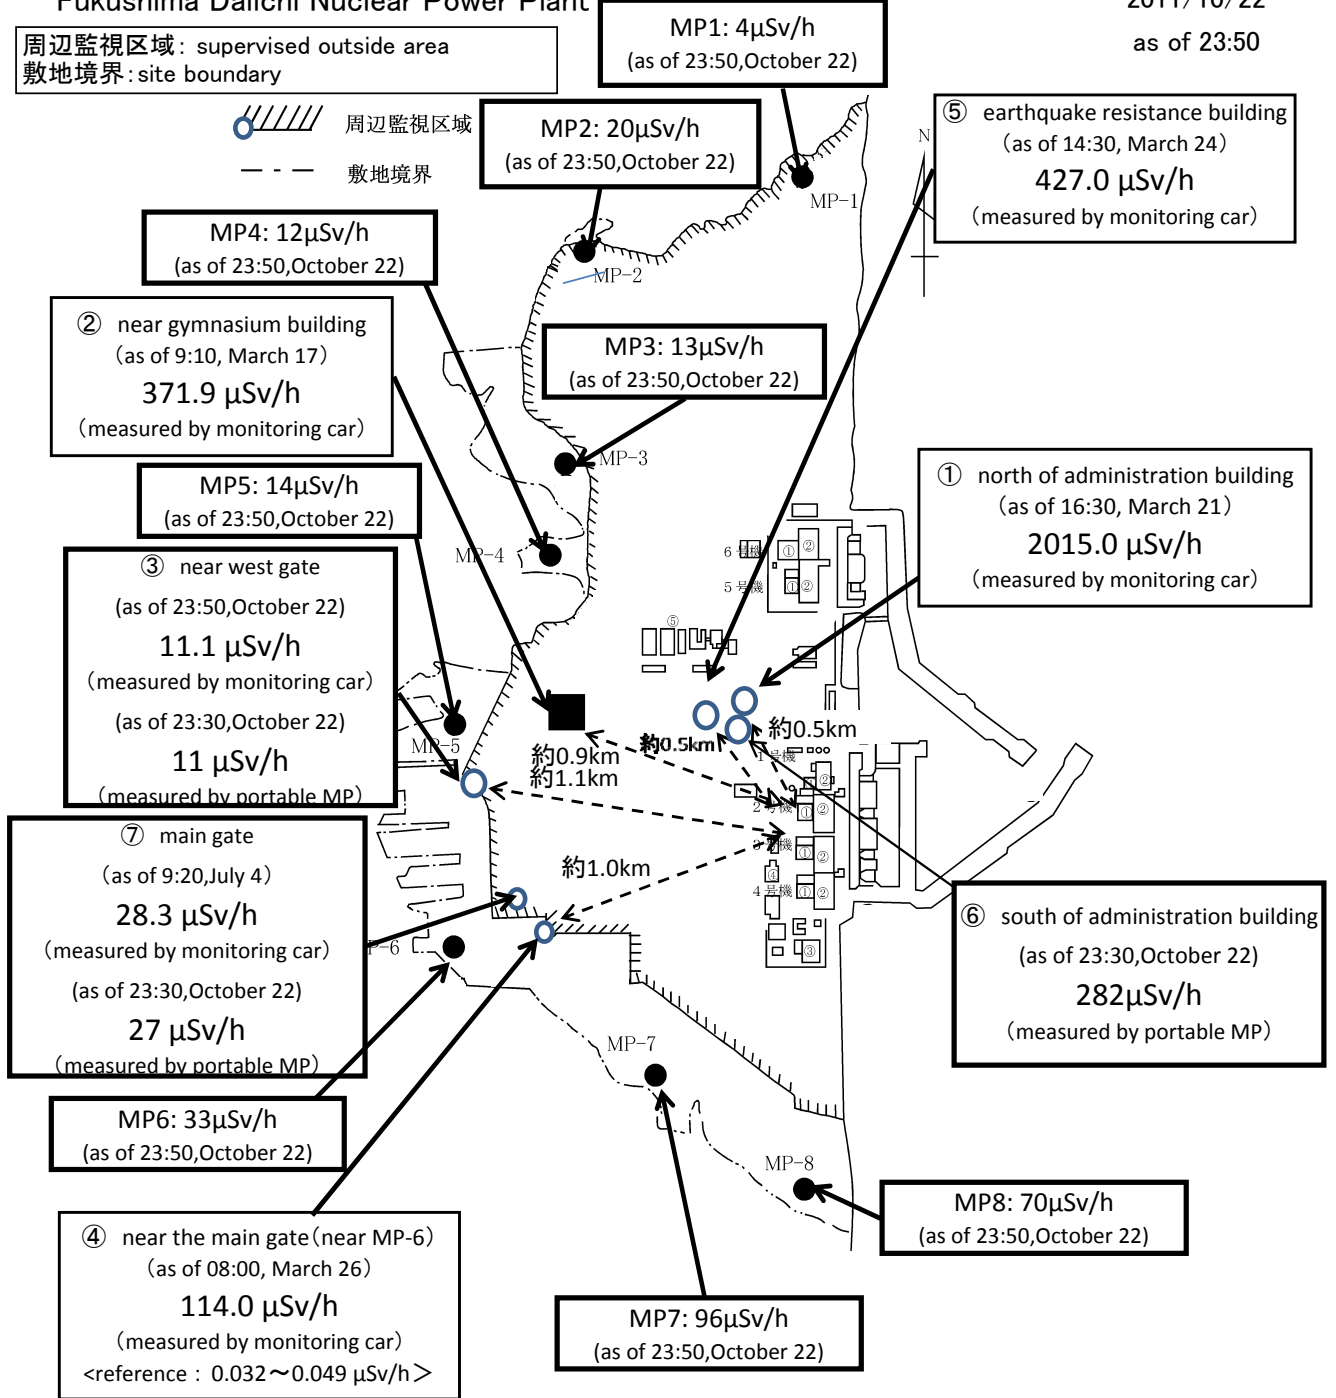 Fukushima Daiichi Nuclear Power Plant
2011/10/22
as of 23:50
周辺監視区域: supervised outside area
敷地境界:site boundary
周辺監視区域
敷地境界
MP1: 4μSv/h
(as of 23:50,October 22)
MP2: 20μSv/h
(as of 23:50,October 22)
⑤ earthquake resistance building
(as of 14:30, March 24)
427.0 μSv/h
(measured by monitoring car)
N
MP-1
MP4: 12μSv/h
(as of 23:50,October 22)
MP-2
② near gymnasium building
(as of 9:10, March 17)
371.9 μSv/h
(measured by monitoring car)
MP3: 13μSv/h
(as of 23:50,October 22)
MP-3
MP5: 14μSv/h
(as of 23:50,October 22)
① north of administration building
(as of 16:30, March 21)
2015.0 μSv/h
(measured by monitoring car)
MP-4
6号機
① ②
5号機
① ②
③ near west gate
(as of 23:50,October 22)
11.1 μSv/h
(measured by monitoring car)
(as of 23:30,October 22)
11 μSv/h
(measured by portable MP)
⑤
MP-5
約0.9km
約1.1km
約0.5km
約0.5km
1号機
②
2号機
① ②
3号機
① ②
④
4号機
① ②
③
約1.0km
⑦ main gate
(as of 9:20,July 4)
28.3 μSv/h
(measured by monitoring car)
(as of 23:30,October 22)
27 μSv/h
(measured by portable MP)
P-6
⑥ south of administration building
(as of 23:30,October 22)
282μSv/h
(measured by portable MP)
MP-7
MP6: 33μSv/h
(as of 23:50,October 22)
MP-8
MP8: 70μSv/h
(as of 23:50,October 22)
④ near the main gate(near MP-6)
(as of 08:00, March 26)
114.0 μSv/h
(measured by monitoring car)
<reference : 0.032～0.049 μSv/h＞
MP7: 96μSv/h
(as of 23:50,October 22)